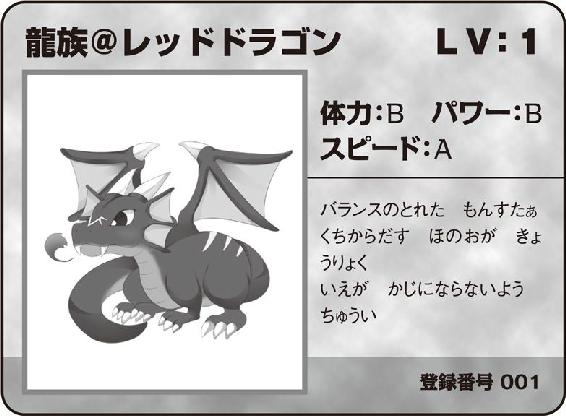 龍族@レッドドラゴン　LV:1
体力:B　パワー:B
スピード:A
バランスのとれた　もんすたぁ
くちからだす　ほのおが　きょ
うりょく
いえが　かじにならないよう
ちゅうい
登録番号 001